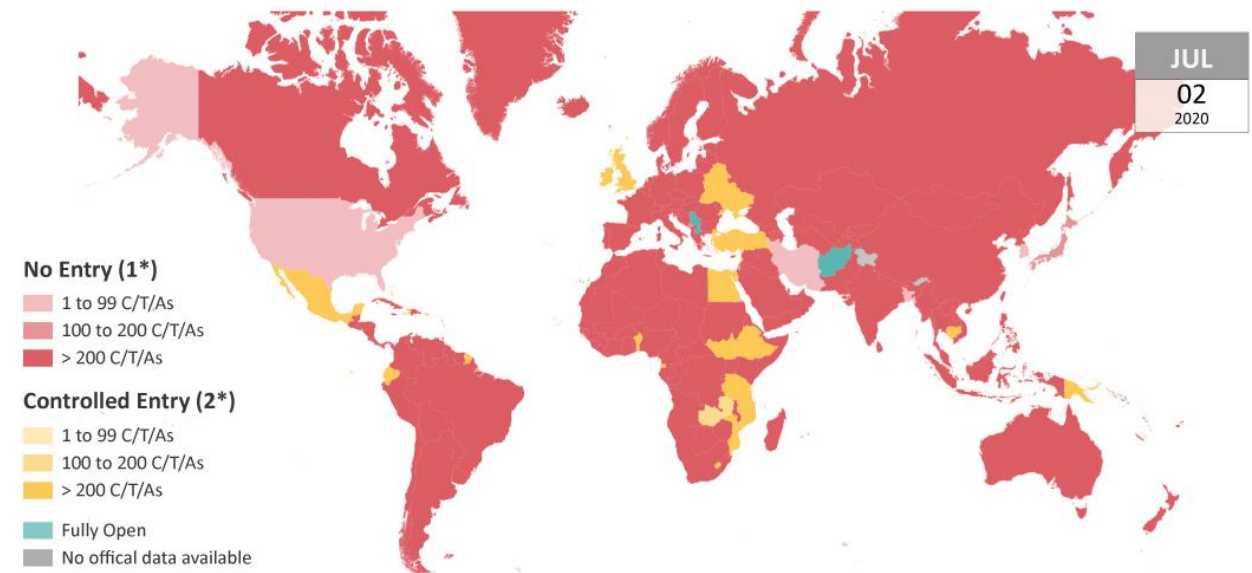 JUL
02
2020
No Entry (1*)
1 to 99 C/T/As
100 to 200 C/T/As
> 200 C/T/As
Controlled Entry (2*)
1 to 99 C/T/As
100 to 200 C/T/As
> 200 C/T/As
Fully Open
No offical data available